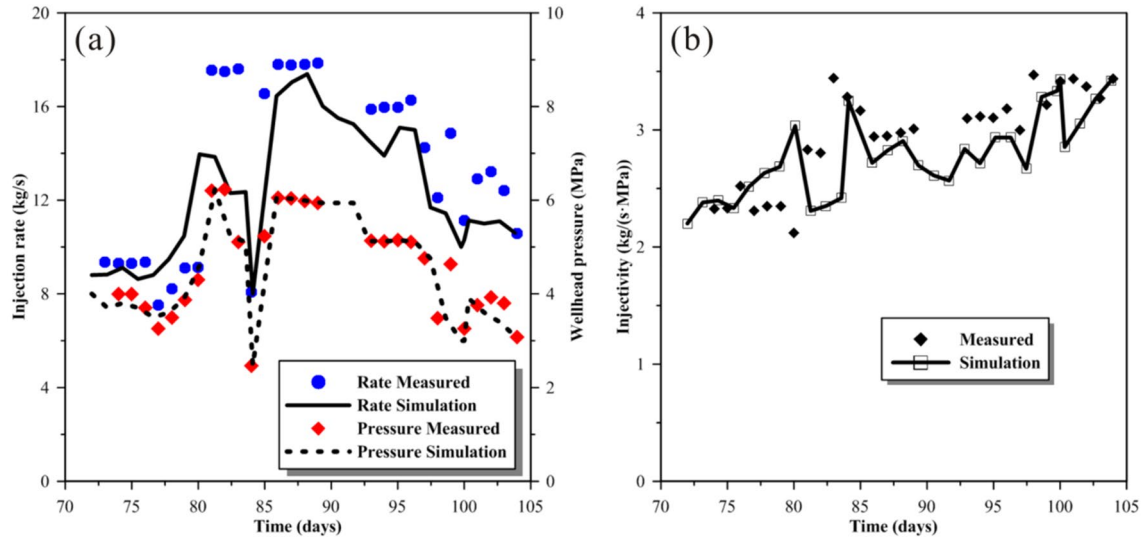 (a)
Injection rate (kg/s)
20
16
12
8
4
0
10
8
6
4
2
0
Wellhead pressure (MPa)
Rate Measured
Rate Simulation
Pressure Measured
Pressure Simulation
70 75 80 85 90 95 100 105
Time (days)
(b)
Injectivity (kg/(s·MPa))
4
3
2
1
0
Measured
Simulation
70 75 80 85 90 95 100 105
Time (days)